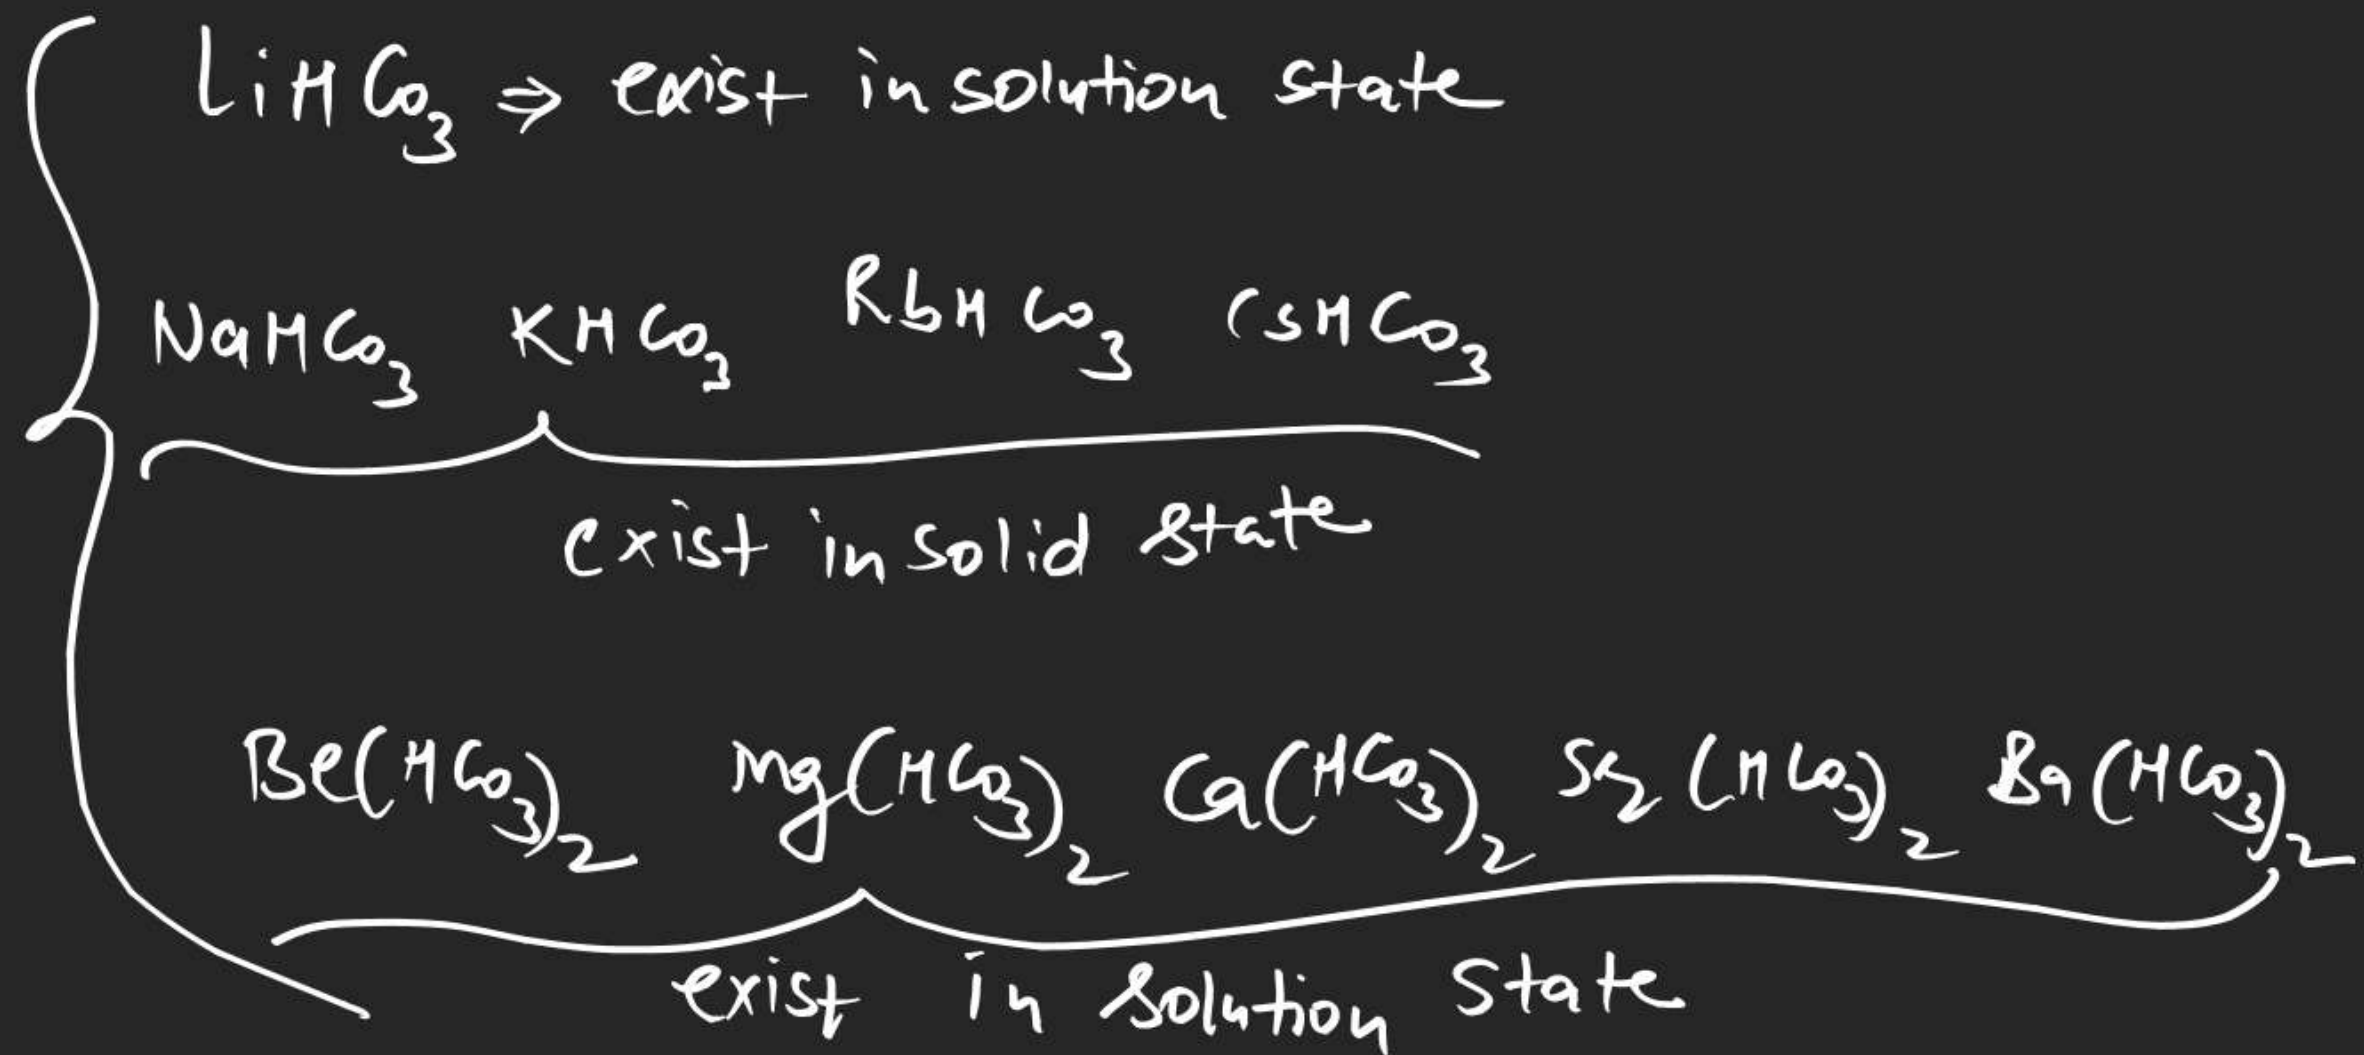 LiHCo₃ ⇒ exist in solution state
NaHCo₃ KHCo₃ RbHCo₃ CsHCo₃
exist in solid state
Be(HCo₃)₂ Mg(HCo₃)₂ Ca(HCo₃)₂ Sr(HCo₃)₂ Ba(HCo₃)₂
exist in solution state